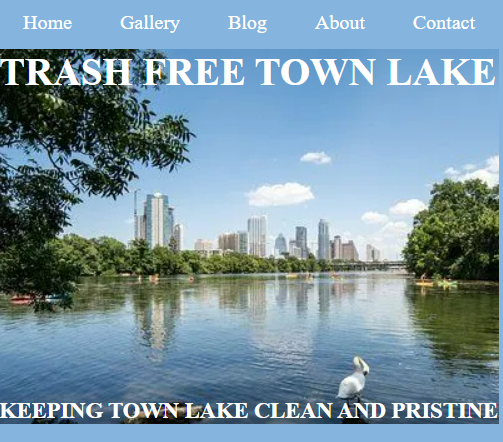 Home Gallery Blog About Contact
TRASH FREE TOWN LAKE
KEEPING TOWN LAKE CLEAN AND PRISTINE